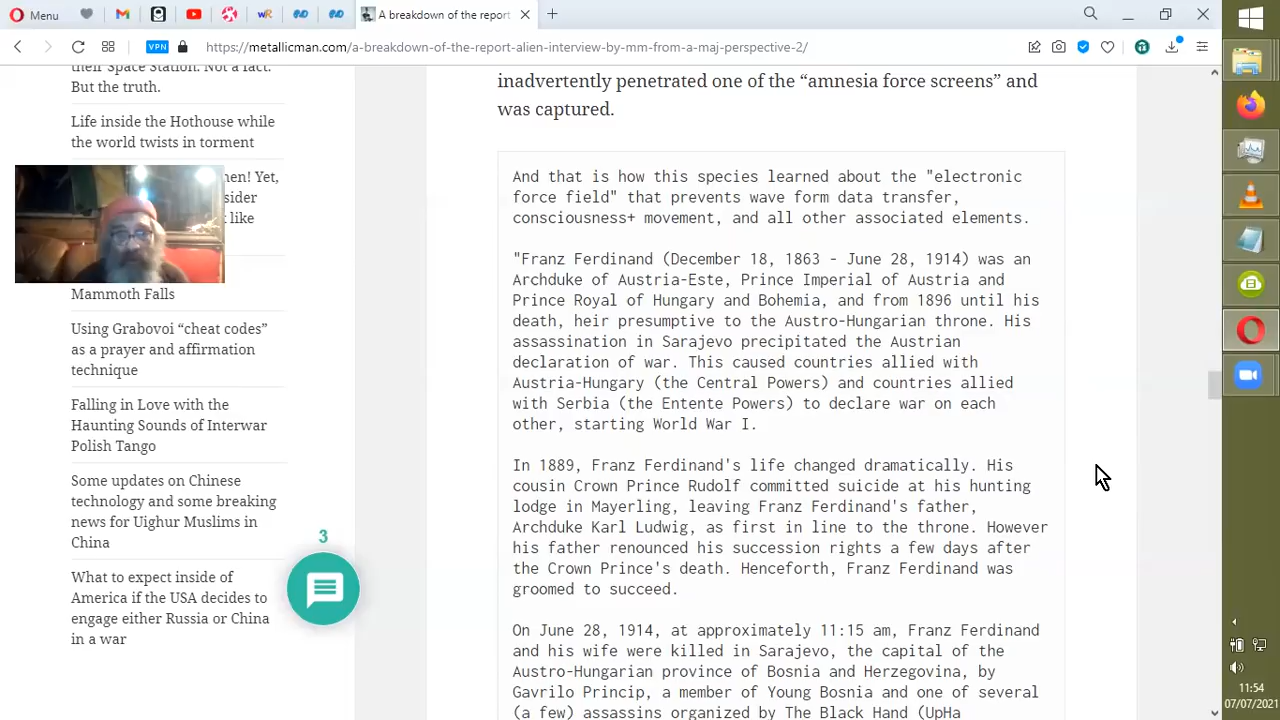 Menu
A breakdown of the report
VPN
https://metallicman.com/a-breakdown-of-the-report-alien-interview-by-mm-from-a-maj-perspective-2/
their Space Station. Not a fact.
But the truth.
Life inside the Hothouse while
the world twists in torment
nen! Yet,
sider
like
Mammoth Falls
Using Grabovoi “cheat codes”
as a prayer and affirmation
technique
Falling in Love with the
Haunting Sounds of Interwar
Polish Tango
Some updates on Chinese
technology and some breaking
news for Uighur Muslims in
China
What to expect inside of
America if the USA decides to
engage either Russia or China
in a war
3
inadvertently penetrated one of the “amnesia force screens” and
was captured.
And that is how this species learned about the "electronic
force field" that prevents wave form data transfer,
consciousness+ movement, and all other associated elements.
"Franz Ferdinand (December 18, 1863 - June 28, 1914) was an
Archduke of Austria-Este, Prince Imperial of Austria and
Prince Royal of Hungary and Bohemia, and from 1896 until his
death, heir presumptive to the Austro-Hungarian throne. His
assassination in Sarajevo precipitated the Austrian
declaration of war. This caused countries allied with
Austria-Hungary (the Central Powers) and countries allied
with Serbia (the Entente Powers) to declare war on each
other, starting World War I.
In 1889, Franz Ferdinand's life changed dramatically. His
cousin Crown Prince Rudolf committed suicide at his hunting
lodge in Mayerling, leaving Franz Ferdinand's father,
Archduke Karl Ludwig, as first in line to the throne. However
his father renounced his succession rights a few days after
the Crown Prince's death. Henceforth, Franz Ferdinand was
groomed to succeed.
On June 28, 1914, at approximately 11:15 am, Franz Ferdinand
and his wife were killed in Sarajevo, the capital of the
Austro-Hungarian province of Bosnia and Herzegovina, by
Gavrilo Princip, a member of Young Bosnia and one of several
(a few) assassins organized by The Black Hand (UpHa
11:54
07/07/2021